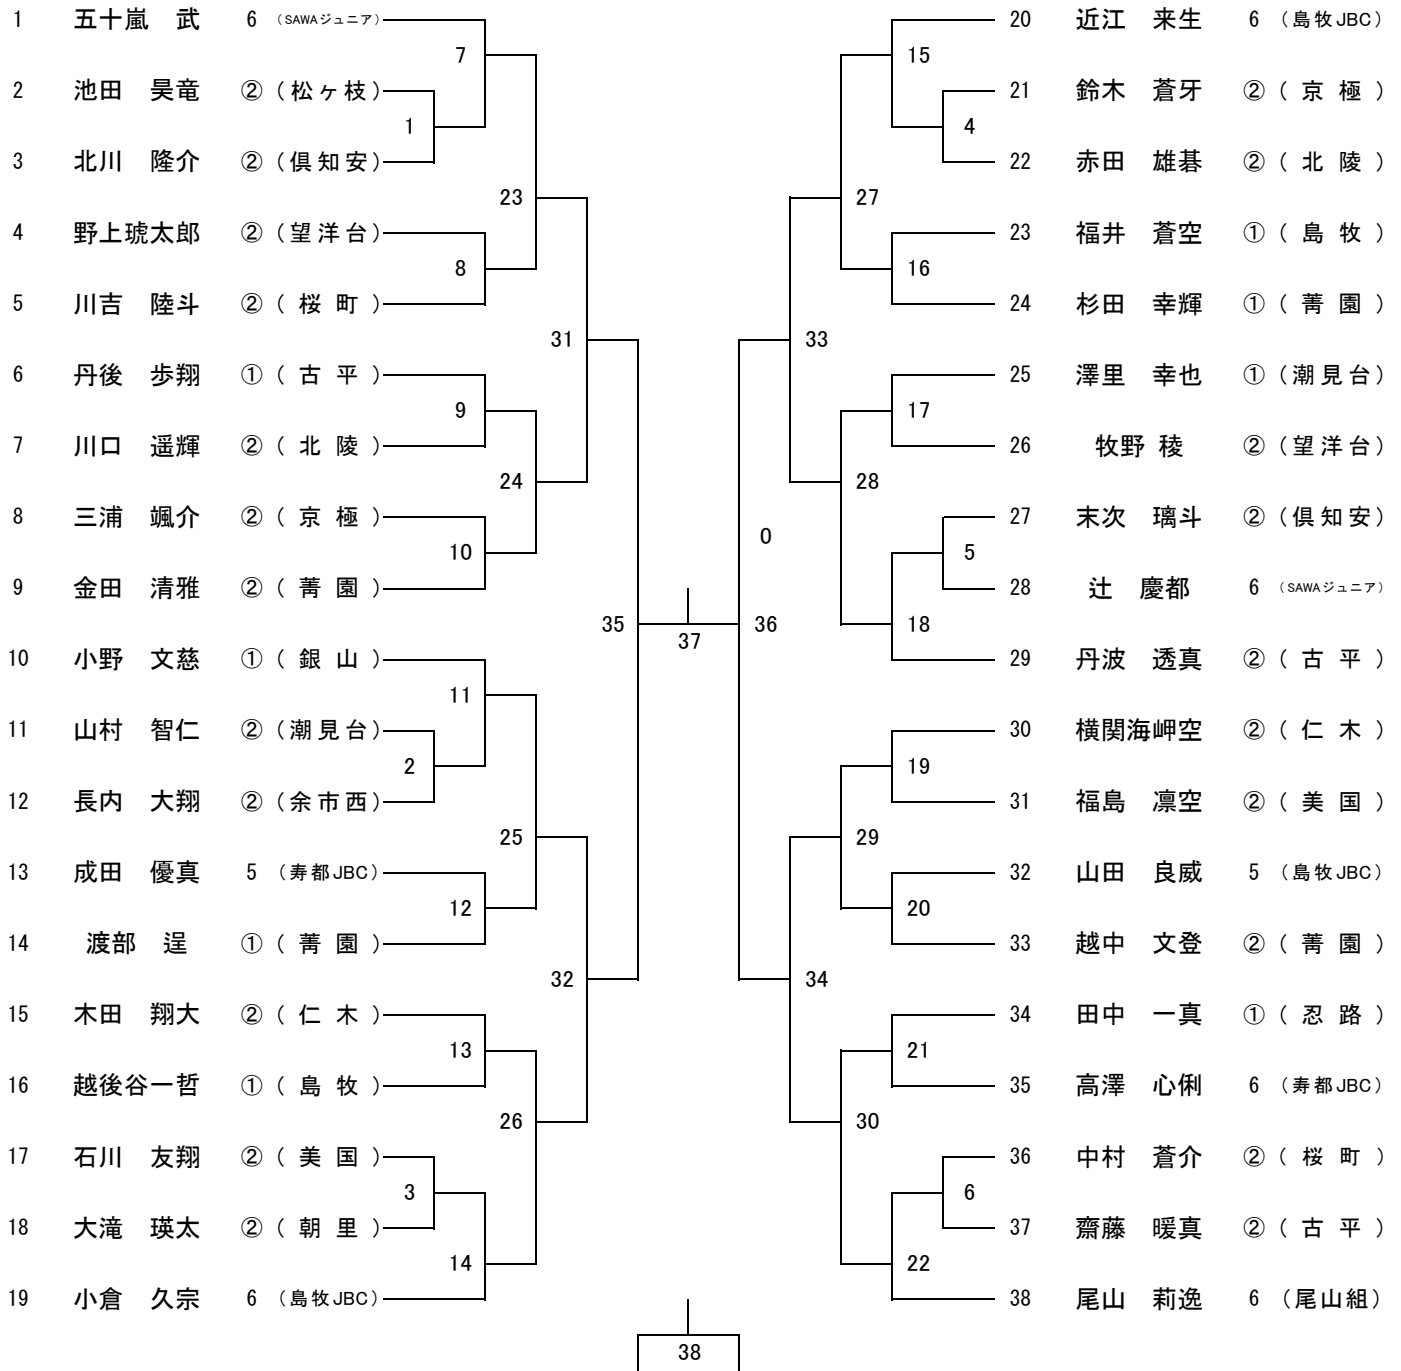 1 五十嵐 武 6 (SAWAジュニア)
7
2 池田 昊竜 ② (松ヶ枝)
1
3 北川 隆介 ② (倶知安)
23
4 野上琥太郎 ② (望洋台)
8
5 川吉 陸斗 ② (桜町)
31
6 丹後 歩翔 ① (古平)
9
7 川口 遥輝 ② (北陵)
24
8 三浦 颯介 ② (京極)
10
9 金田 清雅 ② (菁園)
35
10 小野 文慈 ① (銀山)
11
11 山村 智仁 ② (潮見台)
2
12 長内 大翔 ② (余市西)
25
13 成田 優真 5 (寿都JBC)
12
14 渡部 逞 ① (菁園)
32
15 木田 翔大 ② (仁木)
13
16 越後谷一哲 ① (島牧)
26
17 石川 友翔 ② (美国)
3
18 大滝 瑛太 ② (朝里)
14
19 小倉 久宗 6 (島牧JBC)
37
38
20 近江 来生 6 (島牧JBC)
15
21 鈴木 蒼牙 ② (京極)
4
22 赤田 雄碁 ② (北陵)
27
23 福井 蒼空 ① (島牧)
16
24 杉田 幸輝 ① (菁園)
33
25 澤里 幸也 ① (潮見台)
17
26 牧野 稜 ② (望洋台)
28
27 末次 璃斗 ② (倶知安)
0
5
28 辻 慶都 6 (SAWAジュニア)
36
18
29 丹波 透真 ② (古平)
30 横関海岬空 ② (仁木)
19
31 福島 凛空 ② (美国)
29
32 山田 良威 5 (島牧JBC)
20
33 越中 文登 ② (菁園)
34
34 田中 一真 ① (忍路)
21
35 高澤 心俐 6 (寿都JBC)
30
36 中村 蒼介 ② (桜町)
6
37 齋藤 暖真 ② (古平)
22
38 尾山 莉逸 6 (尾山組)